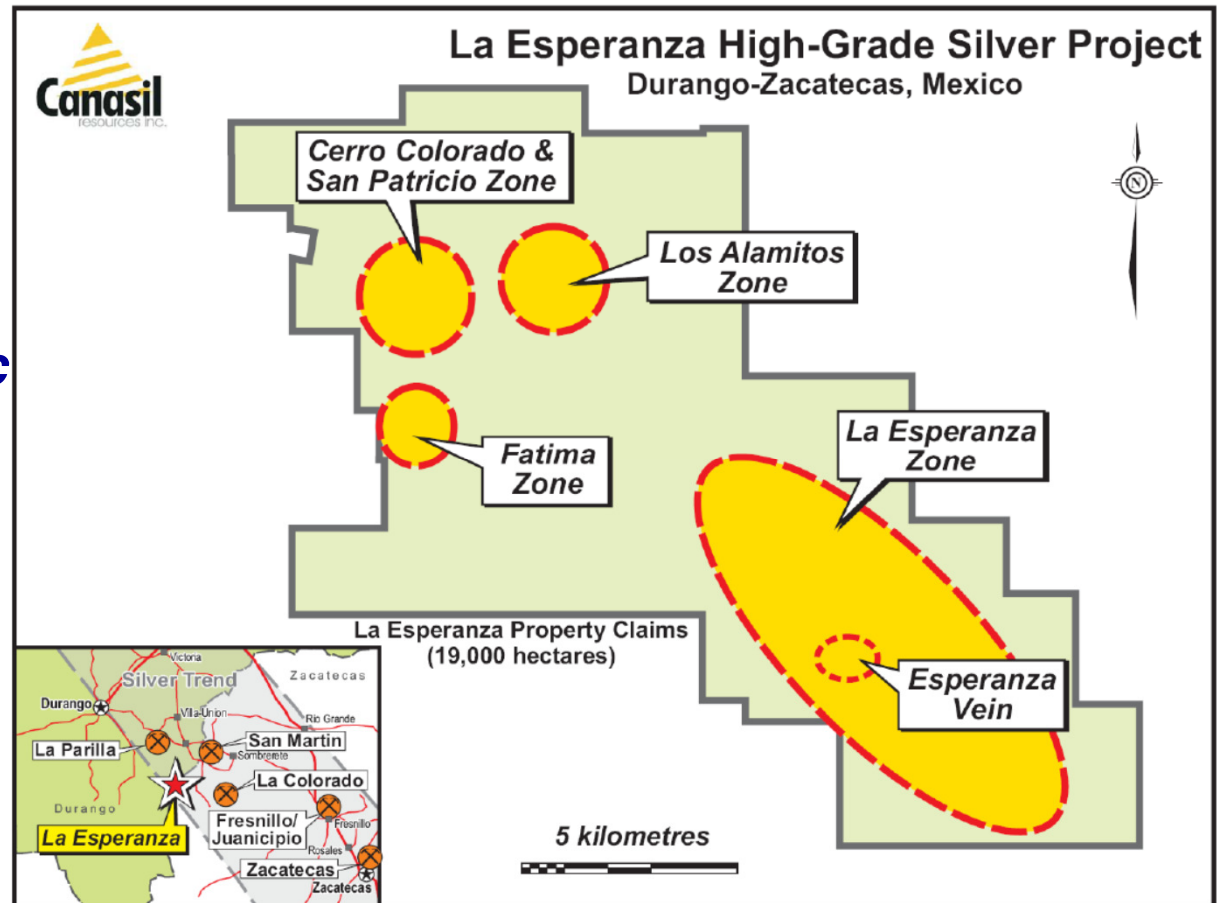 La Esperanza High-Grade Silver Project
Durango-Zacatecas, Mexico
Canasil
resources inc.
Cerro Colorado &
San Patricio Zone
N
Los Alamitos
Zone
c
La Esperanza
Zone
Fatima
Zone
La Esperanza Property Claims
(19,000 hectares)
Esperanza
Vein
5 kilometres
Victoria
Silver Trend
Zacatecas
Durango
Villa-Union
Rio Grande
La Parilla
San Martin
Sombrerete
La Colorado
Durango
Fresnillo/
Juanicipio
Fresnillo
La Esperanza
Rosales
Zacatecas
Zacatecas